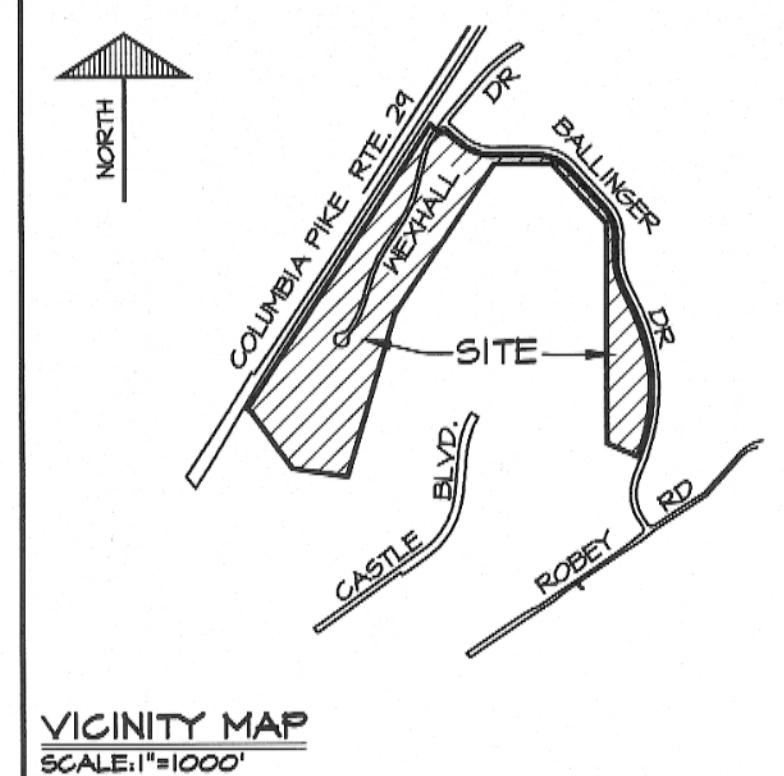 NORTH
COLUMBIA PIKE RTE. 29
DR
WEXHALL
BALLINGER
DR
SITE
CASTLE BLVD.
ROBEY RD
VICINITY MAP
SCALE:1"=1000'